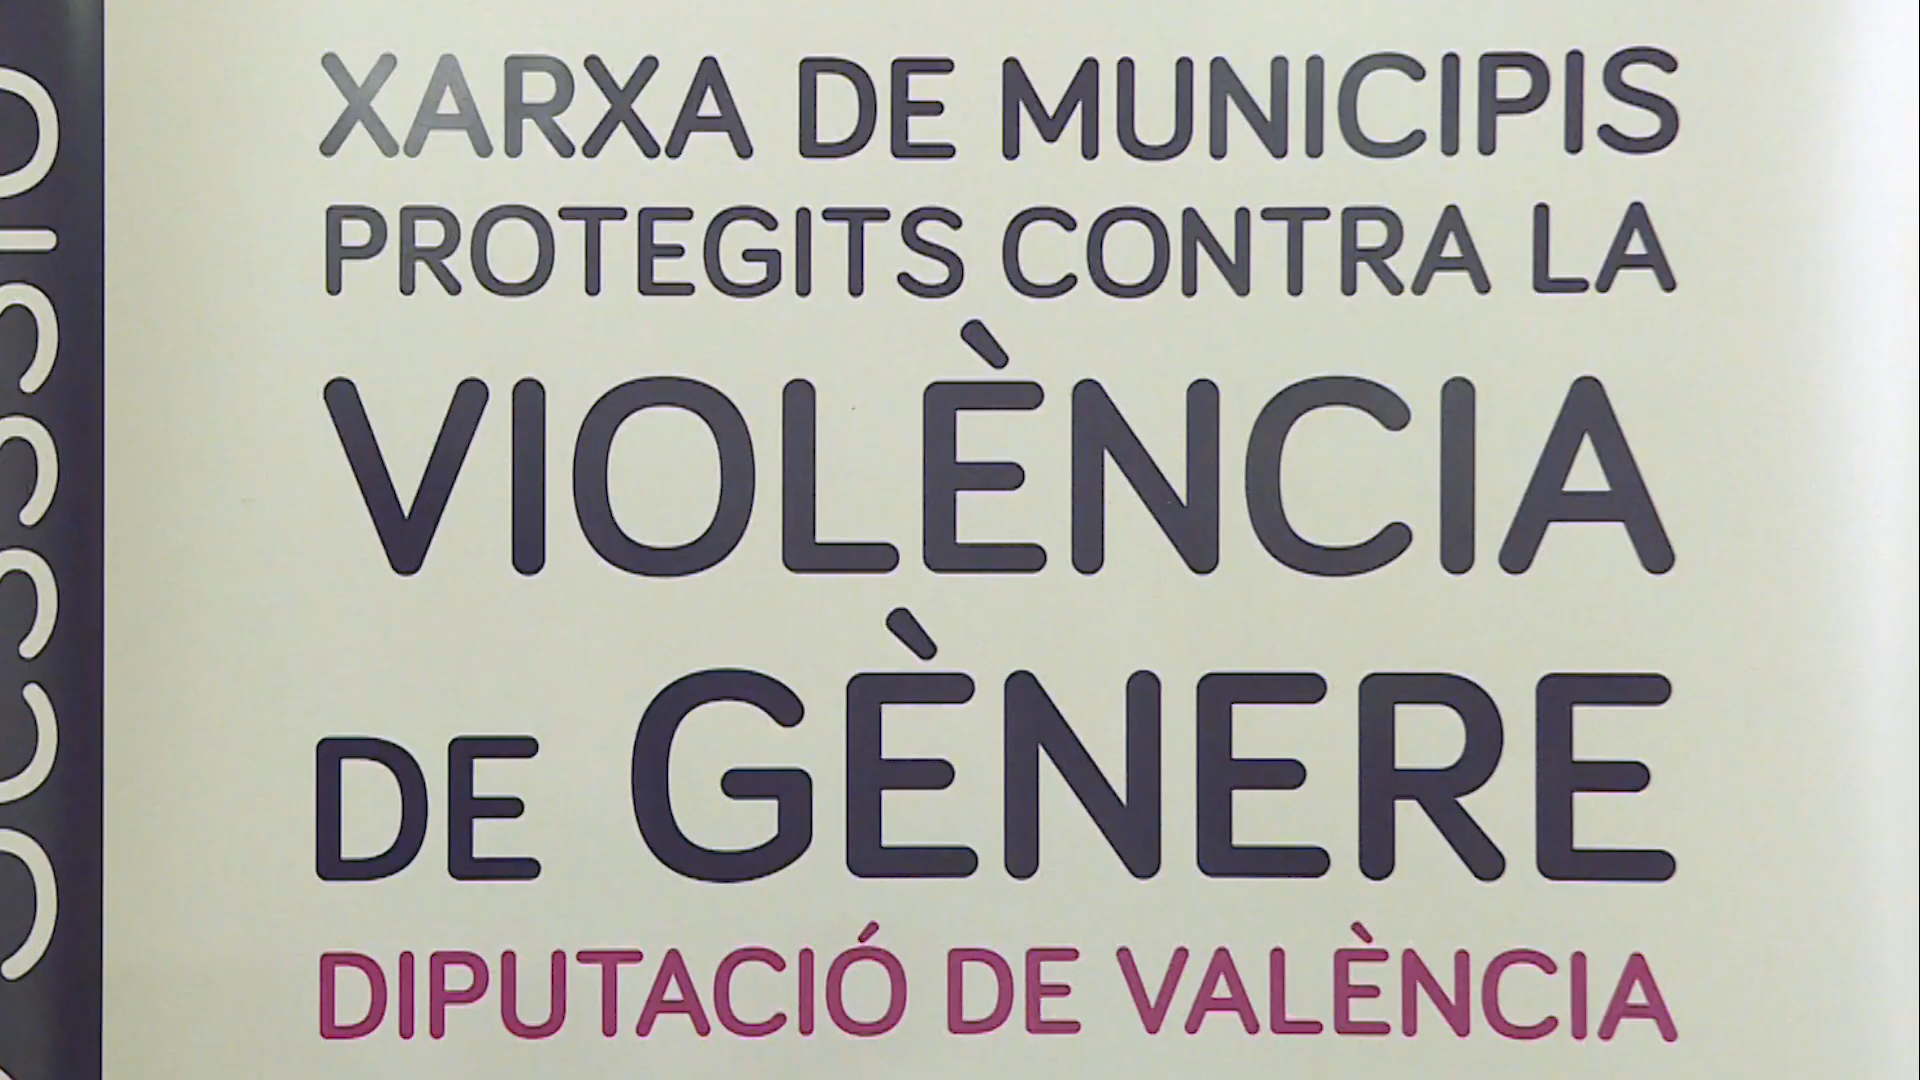 XARXA DE MUNICIPIS
PROTEGITS CONTRA LA
VIOLÈNCIA
DE GÈNERE
DIPUTACIÓ DE VALÈNCIA